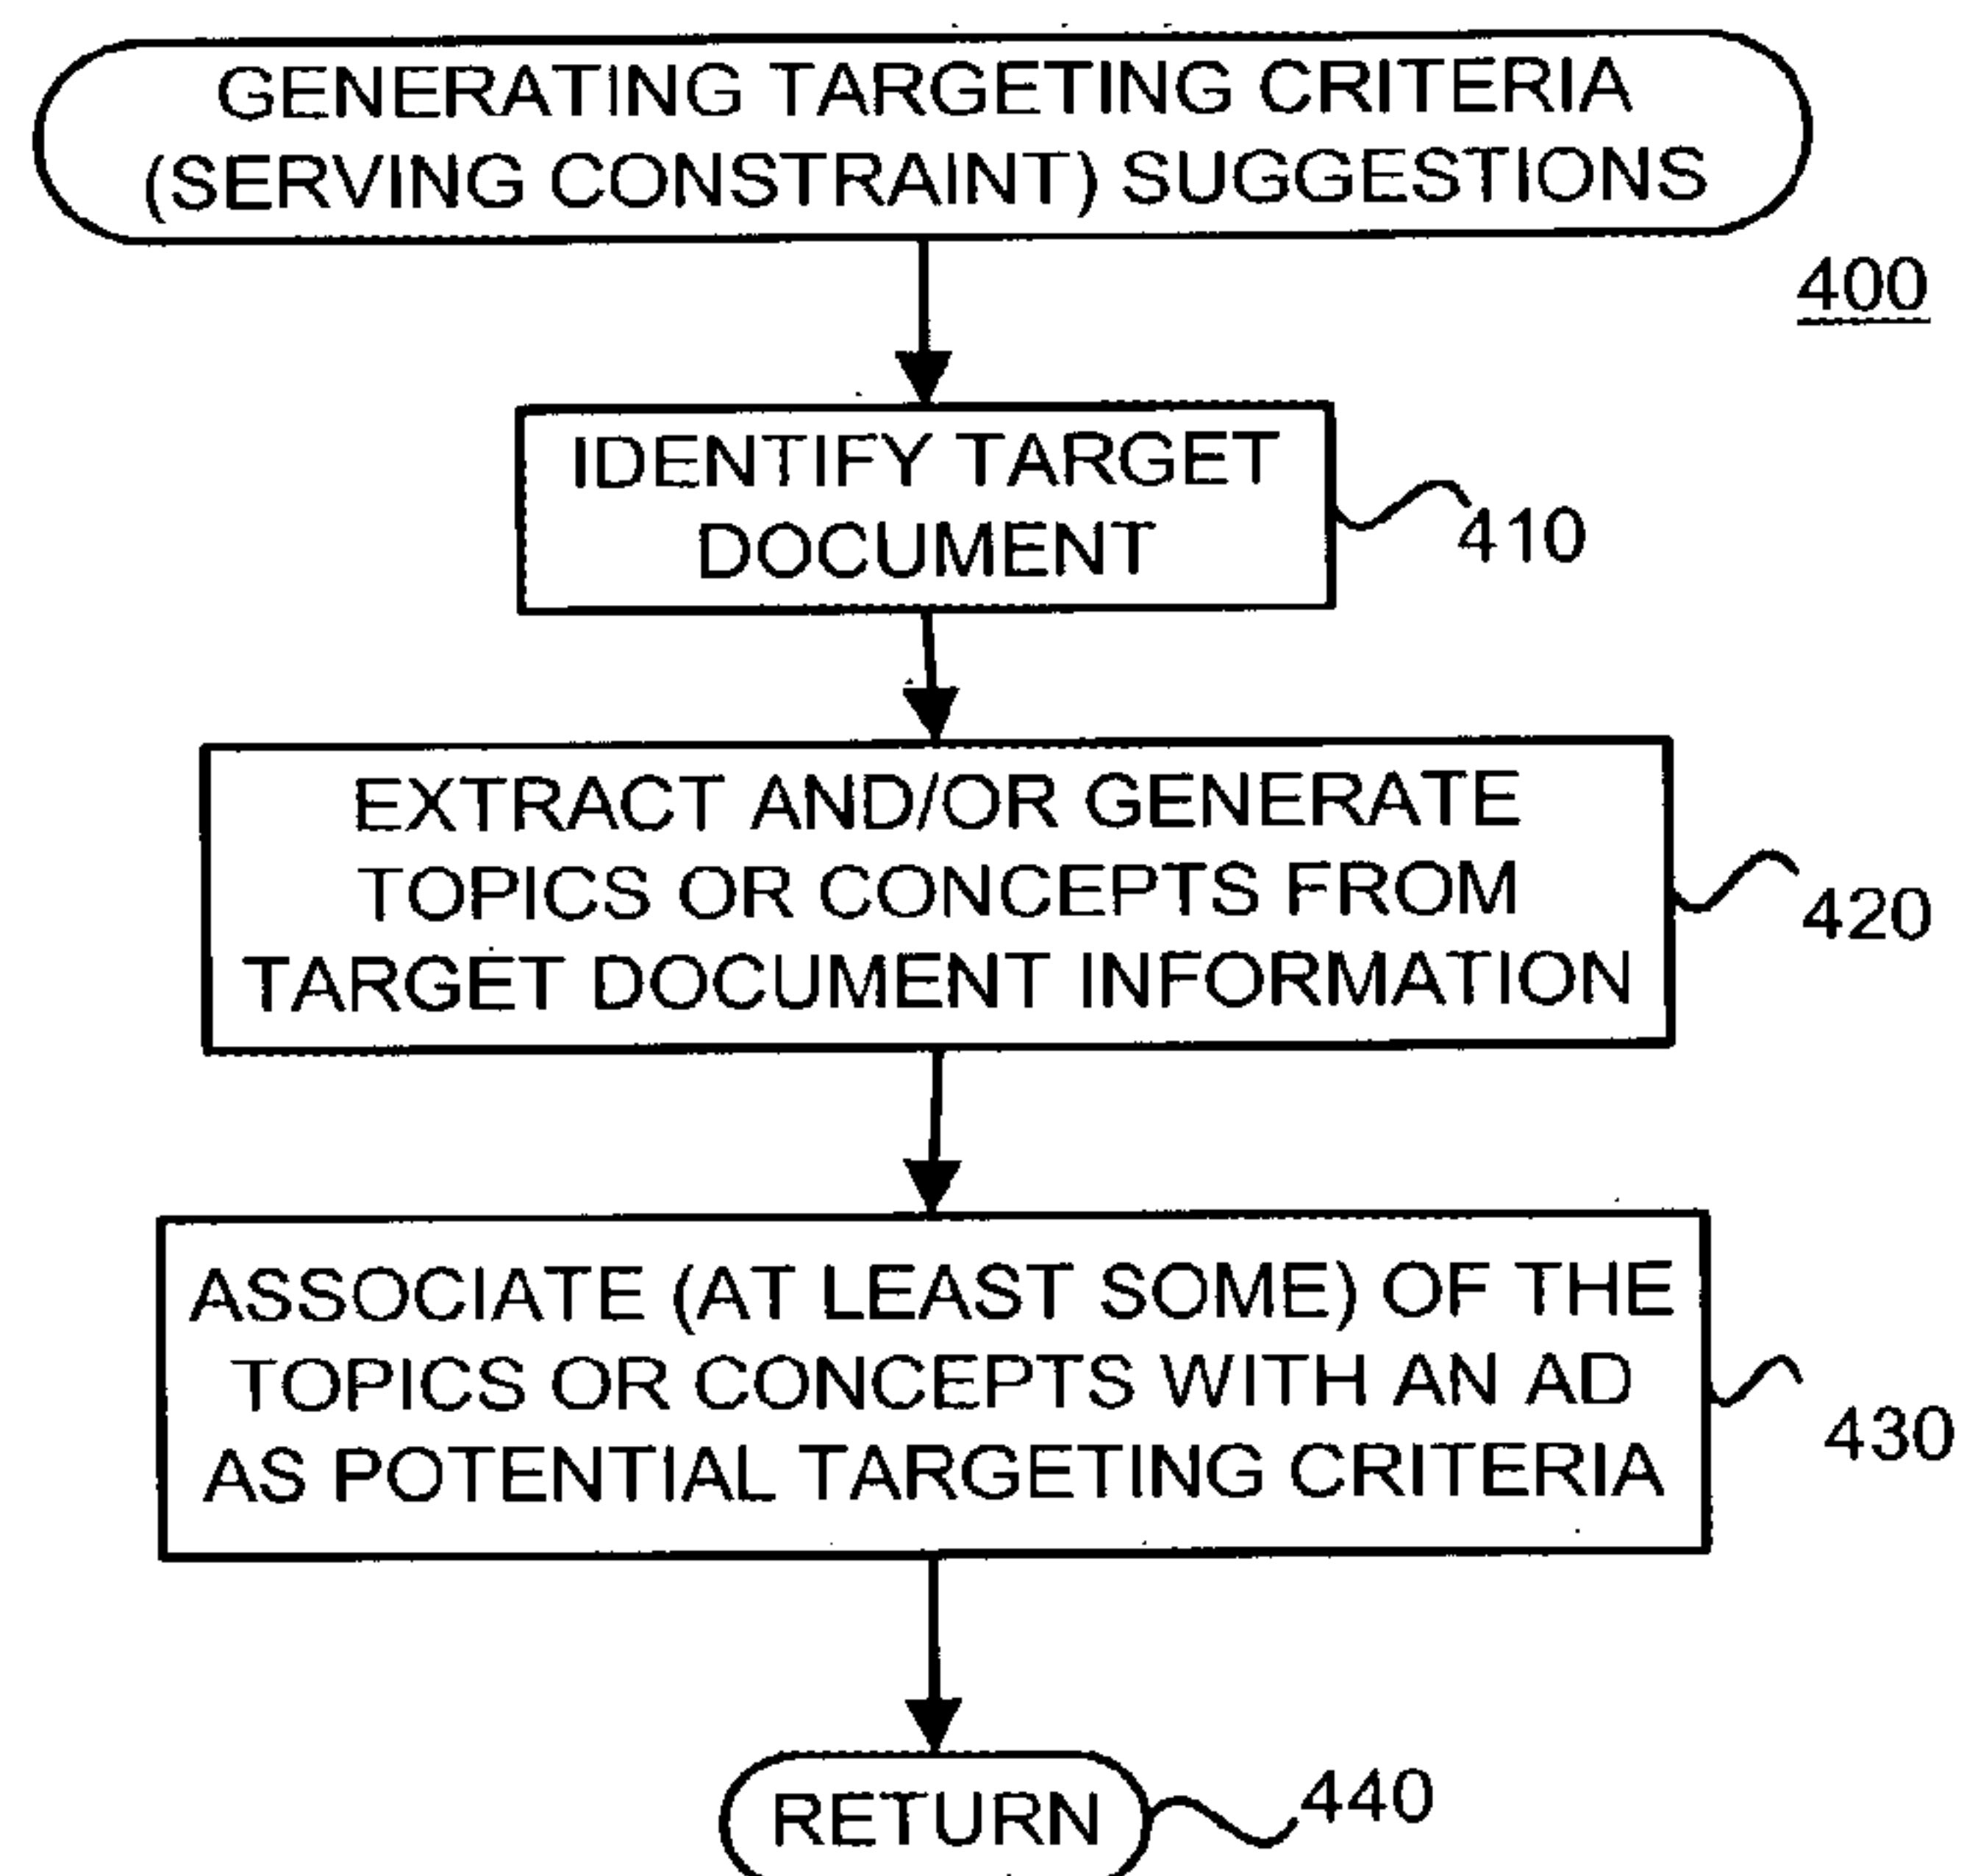 GENERATING TARGETING CRITERIA
(SERVING CONSTRAINT) SUGGESTIONS
400
IDENTIFY TARGET
DOCUMENT
410
EXTRACT AND/OR GENERATE
TOPICS OR CONCEPTS FROM
TARGET DOCUMENT INFORMATION
420
ASSOCIATE (AT LEAST SOME) OF THE
TOPICS OR CONCEPTS WITH AN AD
AS POTENTIAL TARGETING CRITERIA
430
RETURN
440